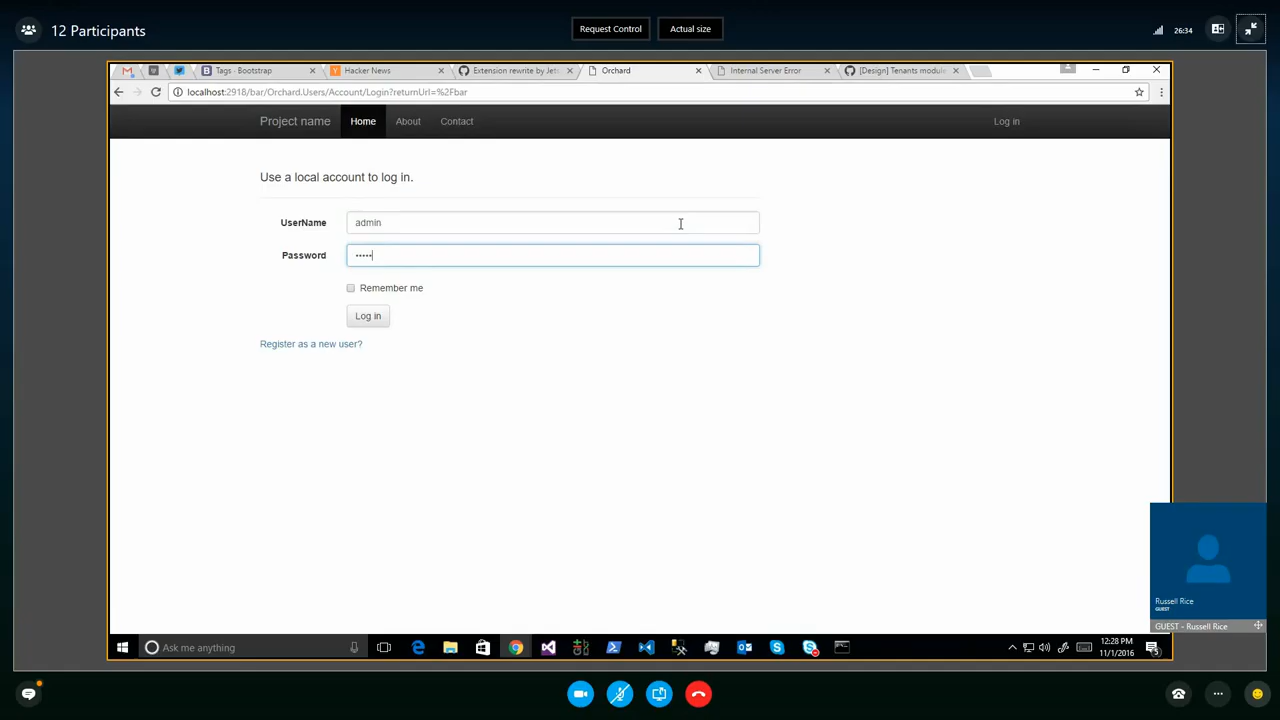 12 Participants
Request Control
Actual size
26:34
Tags · Bootstrap
Hacker News
Extension rewrite by Jets
Orchard
Internal Server Error
[Design] Tenants module
localhost:2918/bar/Orchard.Users/Account/Login?returnUrl=%2Fbar
Project name
Home
About
Contact
Log in
Use a local account to log in.
UserName
admin
Password
•••••
Remember me
Log in
Register as a new user?
Russell Rice
GUEST
GUEST - Russell Rice
Ask me anything
12:28 PM
11/1/2016